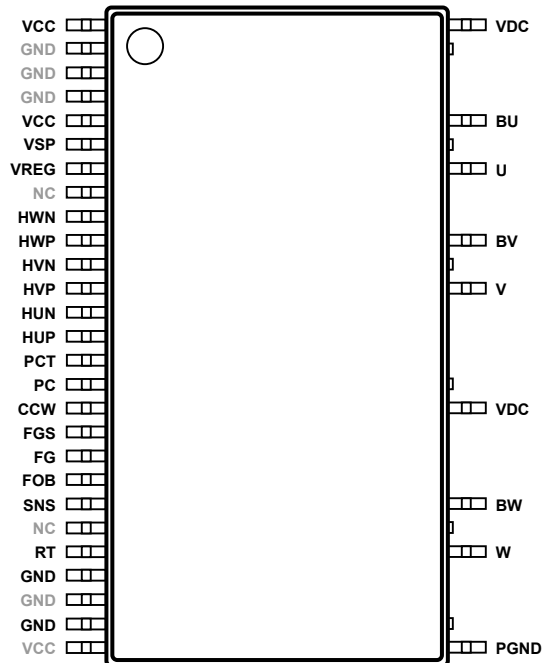 VCC
GND
GND
GND
VCC
VSP
VREG
NC
HWN
HWP
HVN
HVP
HUN
HUP
PCT
PC
CCW
FGS
FG
FOB
SNS
NC
RT
GND
GND
GND
VCC
VDC
BU
U
BV
V
VDC
BW
W
PGND